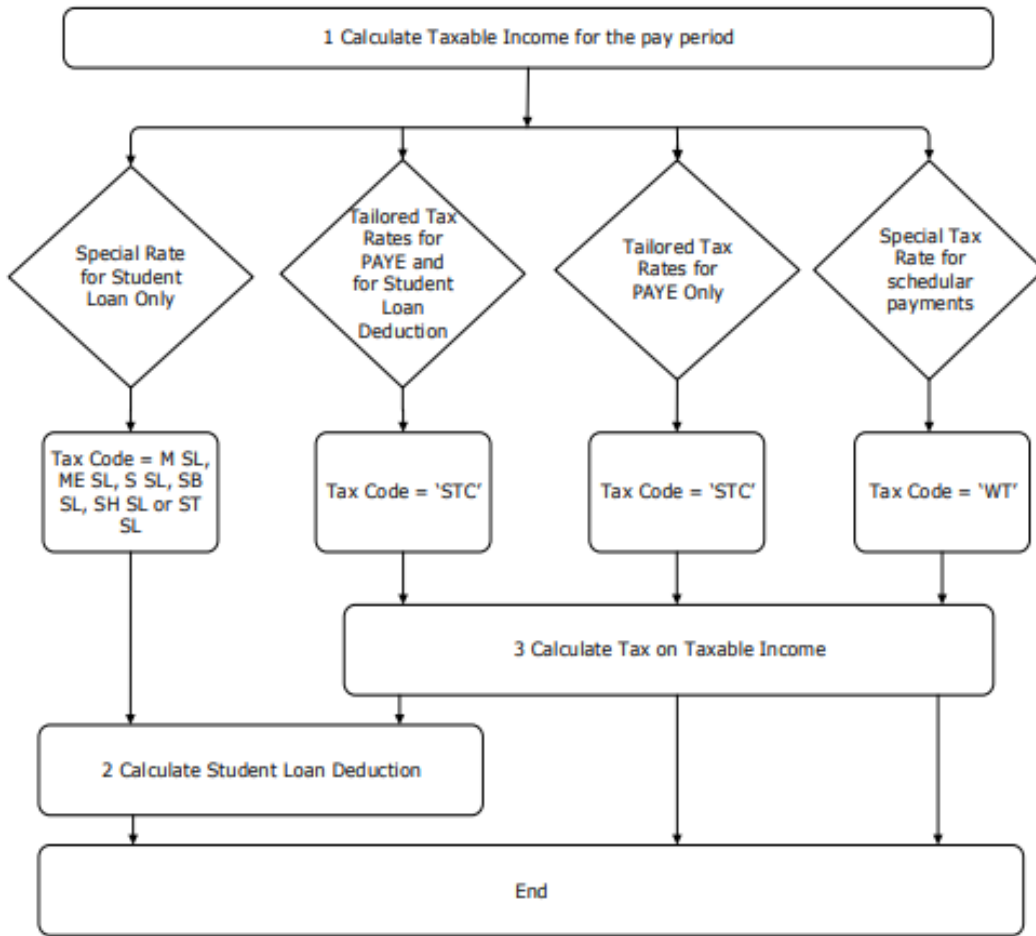 1 Calculate Taxable Income for the pay period
Special Rate
for Student
Loan Only
Tailored Tax
Rates for
PAYE and
for Student
Loan
Deduction
Tailored Tax
Rates for
PAYE Only
Special Tax
Rate for
schedular
payments
Tax Code = M SL,
ME SL, S SL, SB
SL, SH SL or ST
SL
Tax Code = ‘STC’
Tax Code = ‘STC’
Tax Code = ‘WT’
3 Calculate Tax on Taxable Income
2 Calculate Student Loan Deduction
End